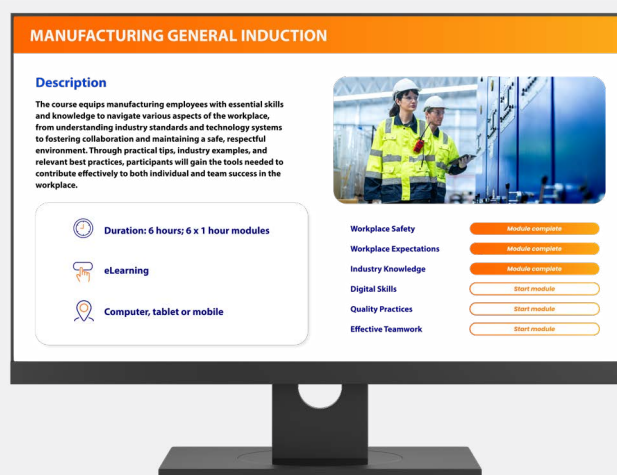 MANUFACTURING GENERAL INDUCTION
Description
The course equips manufacturing employees with essential skills
and knowledge to navigate various aspects of the workplace,
from understanding industry standards and technology systems
to fostering collaboration and maintaining a safe, respectful
environment. Through practical tips, industry examples, and
relevant best practices, participants will gain the tools needed to
contribute effectively to both individual and team success in the
workplace.
Duration: 6 hours; 6 x 1 hour modules
eLearning
Computer, tablet or mobile
Workplace Safety Module complete
Workplace Expectations Module complete
Industry Knowledge Module complete
Digital Skills Start module
Quality Practices Start module
Effective Teamwork Start module